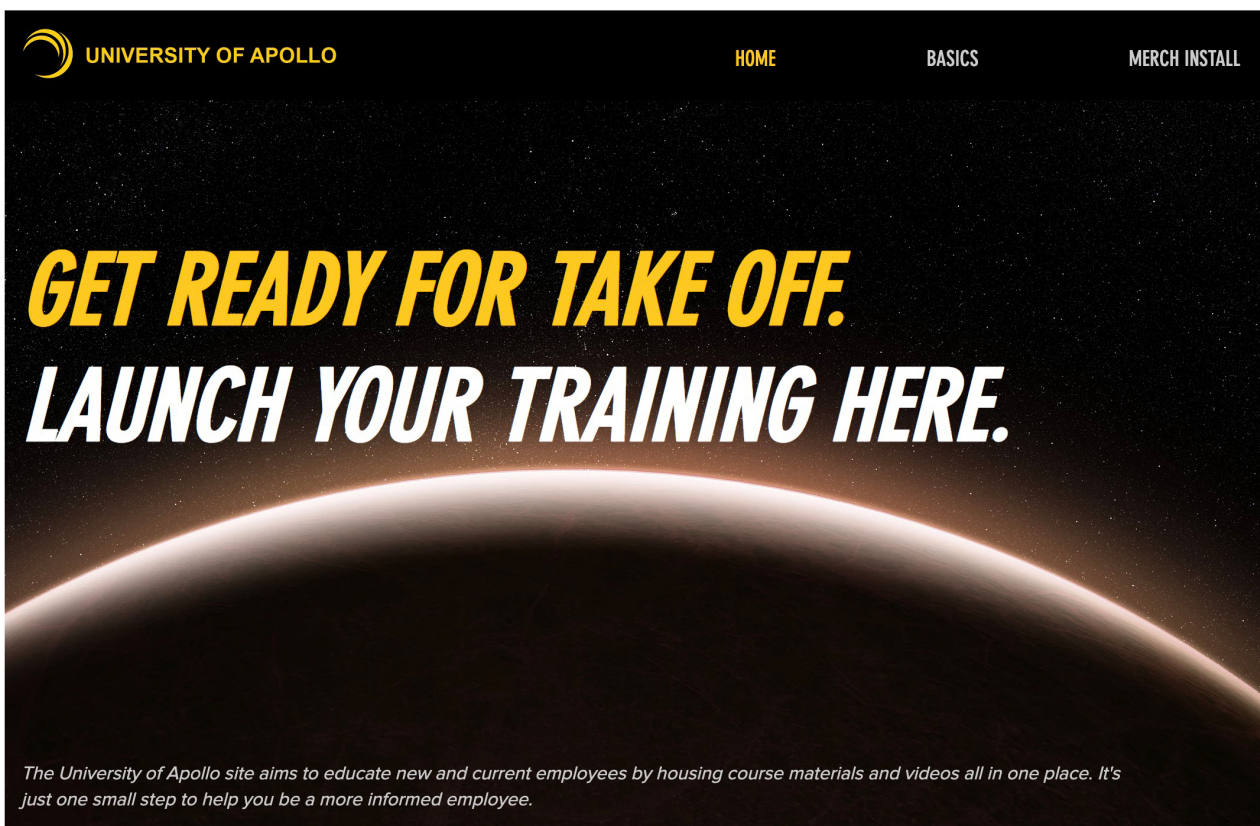 UNIVERSITY OF APOLLO
HOME
BASICS
MERCH INSTALL
GET READY FOR TAKE OFF.
LAUNCH YOUR TRAINING HERE.
The University of Apollo site aims to educate new and current employees by housing course materials and videos all in one place. It's
just one small step to help you be a more informed employee.